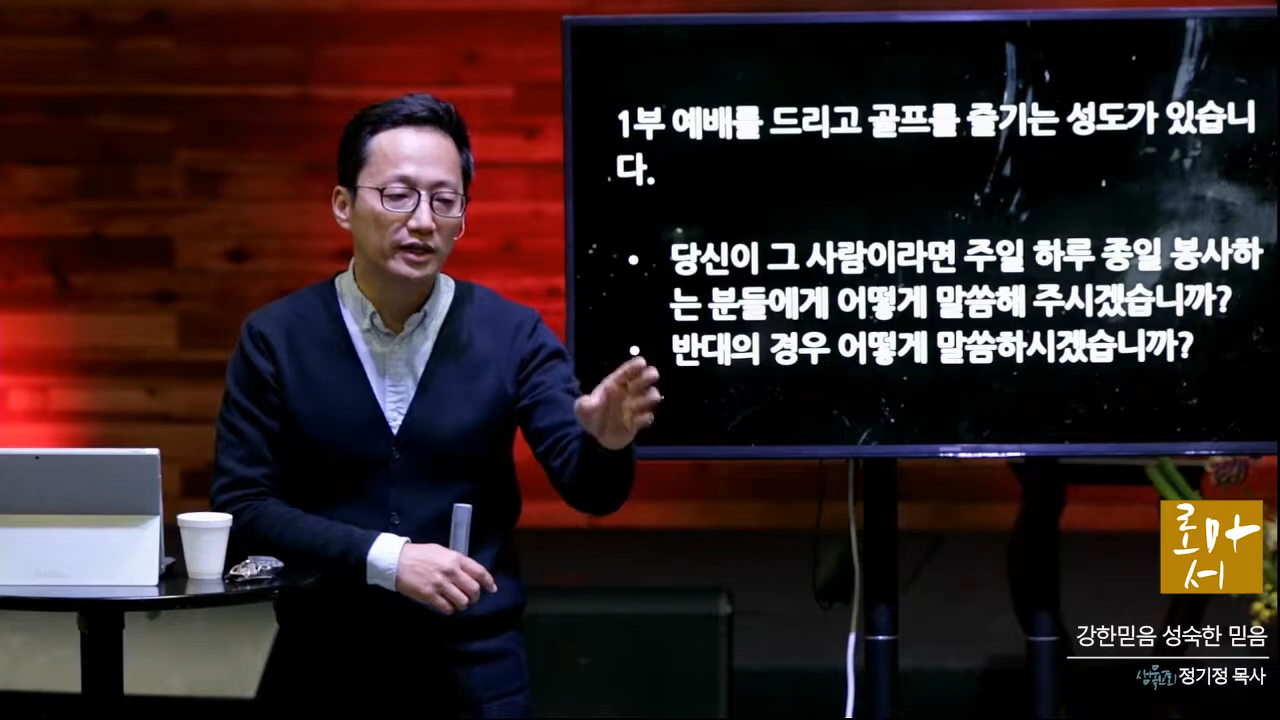 1부 예배를 드리고 골프를 즐기는 성도가 있습니
다.
• 당신이 그 사람이라면 주일 하루 종일 봉사하
는 분들에게 어떻게 말씀해 주시겠습니까?
• 반대의 경우 어떻게 말씀하시겠습니까?
로마
서
강한믿음 성숙한 믿음
샘물교회 정기정 목사